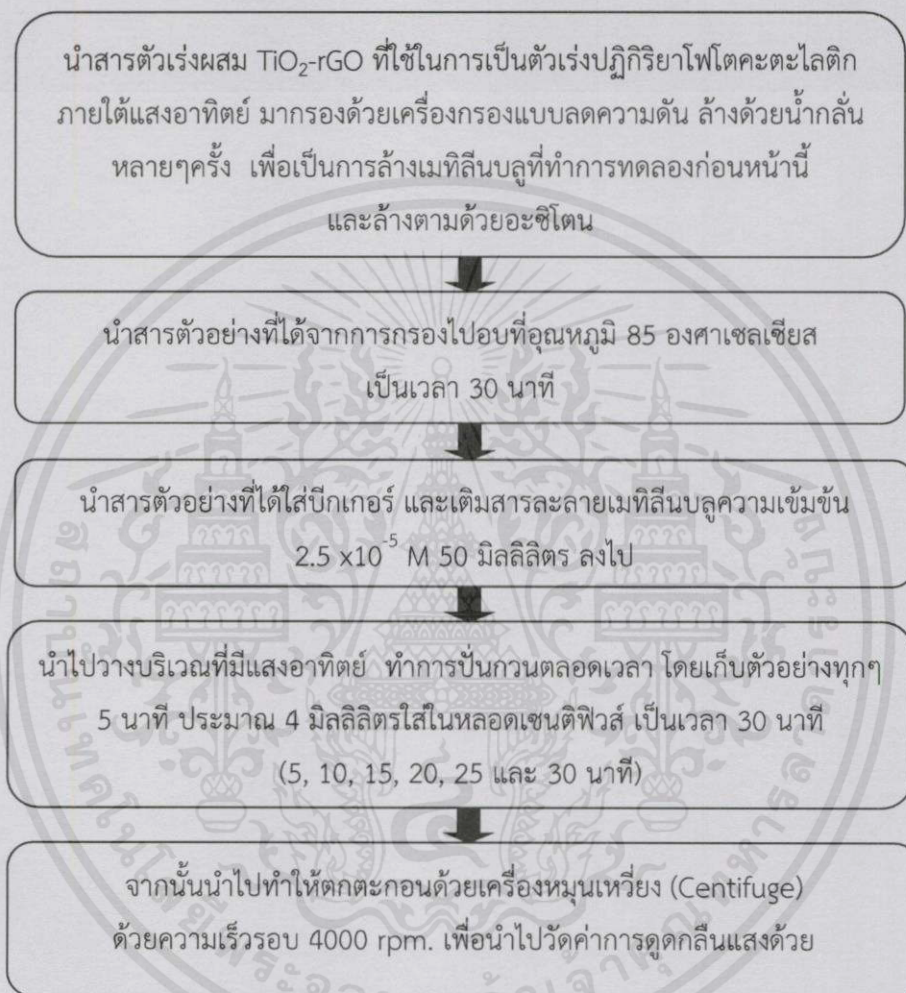 นำสารตัวเร่งผสม TiO₂-rGO ที่ใช้ในการเป็นตัวเร่งปฏิกิริยาโฟโตคะตะไลติก
ภายใต้แสงอาทิตย์ มากรองด้วยเครื่องกรองแบบลดความดัน ล้างด้วยน้ำกลั่น
หลายๆครั้ง เพื่อเป็นการล้างเมทิลีนบลูที่ทำการทดลองก่อนหน้านี้
และล้างตามด้วยอะซิโตน
นำสารตัวอย่างที่ได้จากการกรองไปอบที่อุณหภูมิ 85 องศาเซลเซียส
เป็นเวลา 30 นาที
นำสารตัวอย่างที่ได้ใส่บีกเกอร์ และเติมสารละลายเมทิลีนบลูความเข้มข้น
2.5 x10⁻⁵ M 50 มิลลิลิตร ลงไป
นำไปวางบริเวณที่มีแสงอาทิตย์ ทำการปั่นกวนตลอดเวลา โดยเก็บตัวอย่างทุกๆ
5 นาที ประมาณ 4 มิลลิลิตรใส่ในหลอดเซนติฟิวส์ เป็นเวลา 30 นาที
(5, 10, 15, 20, 25 และ 30 นาที)
จากนั้นนำไปทำให้ตกตะกอนด้วยเครื่องหมุนเหวี่ยง (Centifuge)
ด้วยความเร็วรอบ 4000 rpm. เพื่อนำไปวัดค่าการดูดกลืนแสงด้วย